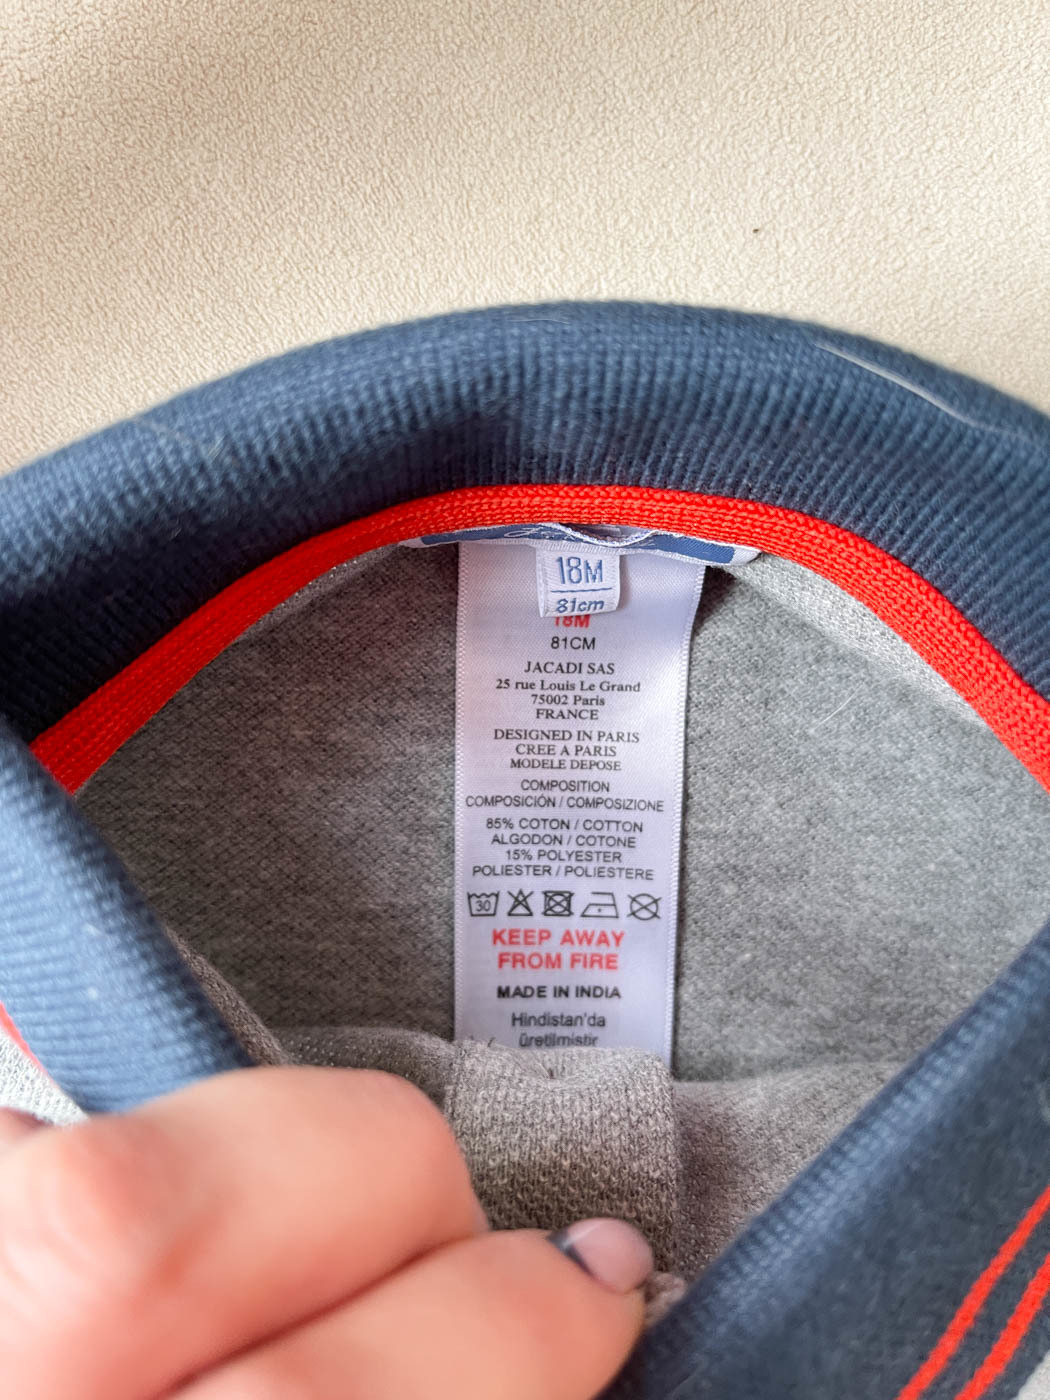 18M
81cm
18M
81CM
JACADI SAS
25 rue Louis Le Grand
75002 Paris
FRANCE
DESIGNED IN PARIS
CREE A PARIS
MODELE DEPOSE
COMPOSITION
COMPOSICIÓN / COMPOSIZIONE
85% COTON / COTTON
ALGODON / COTONE
15% POLYESTER
POLIESTER / POLIESTERE
30
KEEP AWAY
FROM FIRE
MADE IN INDIA
Hindistan'da
üretilmiştir